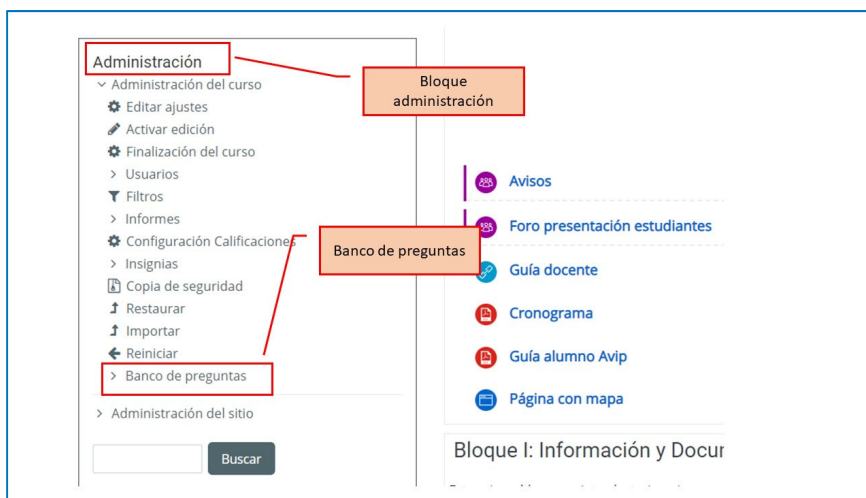 Administración
Administración del curso
Editar ajustes
Activar edición
Finalización del curso
Usuarios
Filtros
Informes
Configuración Calificaciones
Insignias
Copia de seguridad
Restaurar
Importar
Reiniciar
Banco de preguntas
Administración del sitio
Buscar
Bloque
administración
Banco de preguntas
Avisos
Foro presentación estudiantes
Guía docente
Cronograma
Guía alumno Avip
Página con mapa
Bloque I: Información y Docur